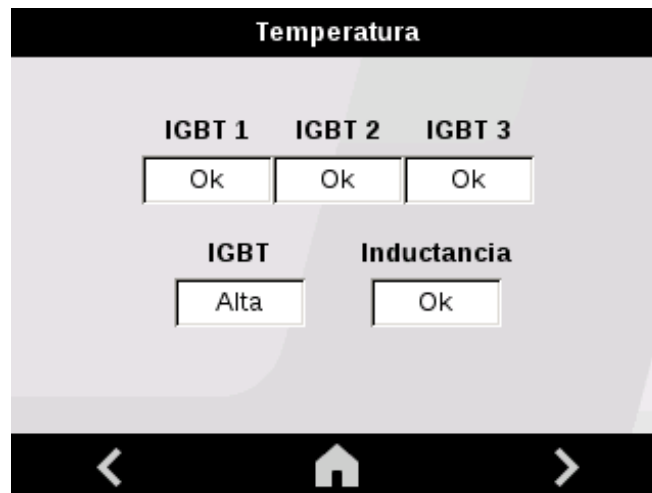 Temperatura
IGBT 1 IGBT 2 IGBT 3
Ok Ok Ok
IGBT Inductancia
Alta Ok